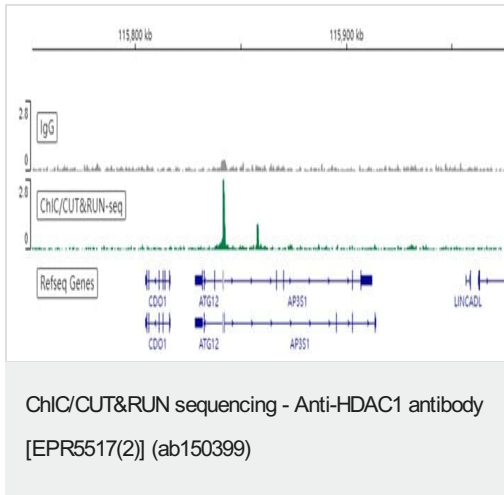 115,800 kb 115,900 kb
2.8
IgG
0
2.8
ChIC/CUT&RUN-seq
0
Refseq Genes
CDO1 ATG12 AP3S1 LINCADL
CDO1 ATG12 AP3S1
ChIC/CUT&RUN sequencing - Anti-HDAC1 antibody
[EPR5517(2)] (ab150399)